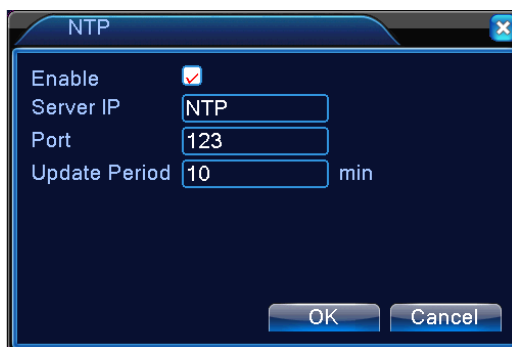 NTP
Enable
Server IP NTP
Port 123
Update Period 10 min
OK Cancel